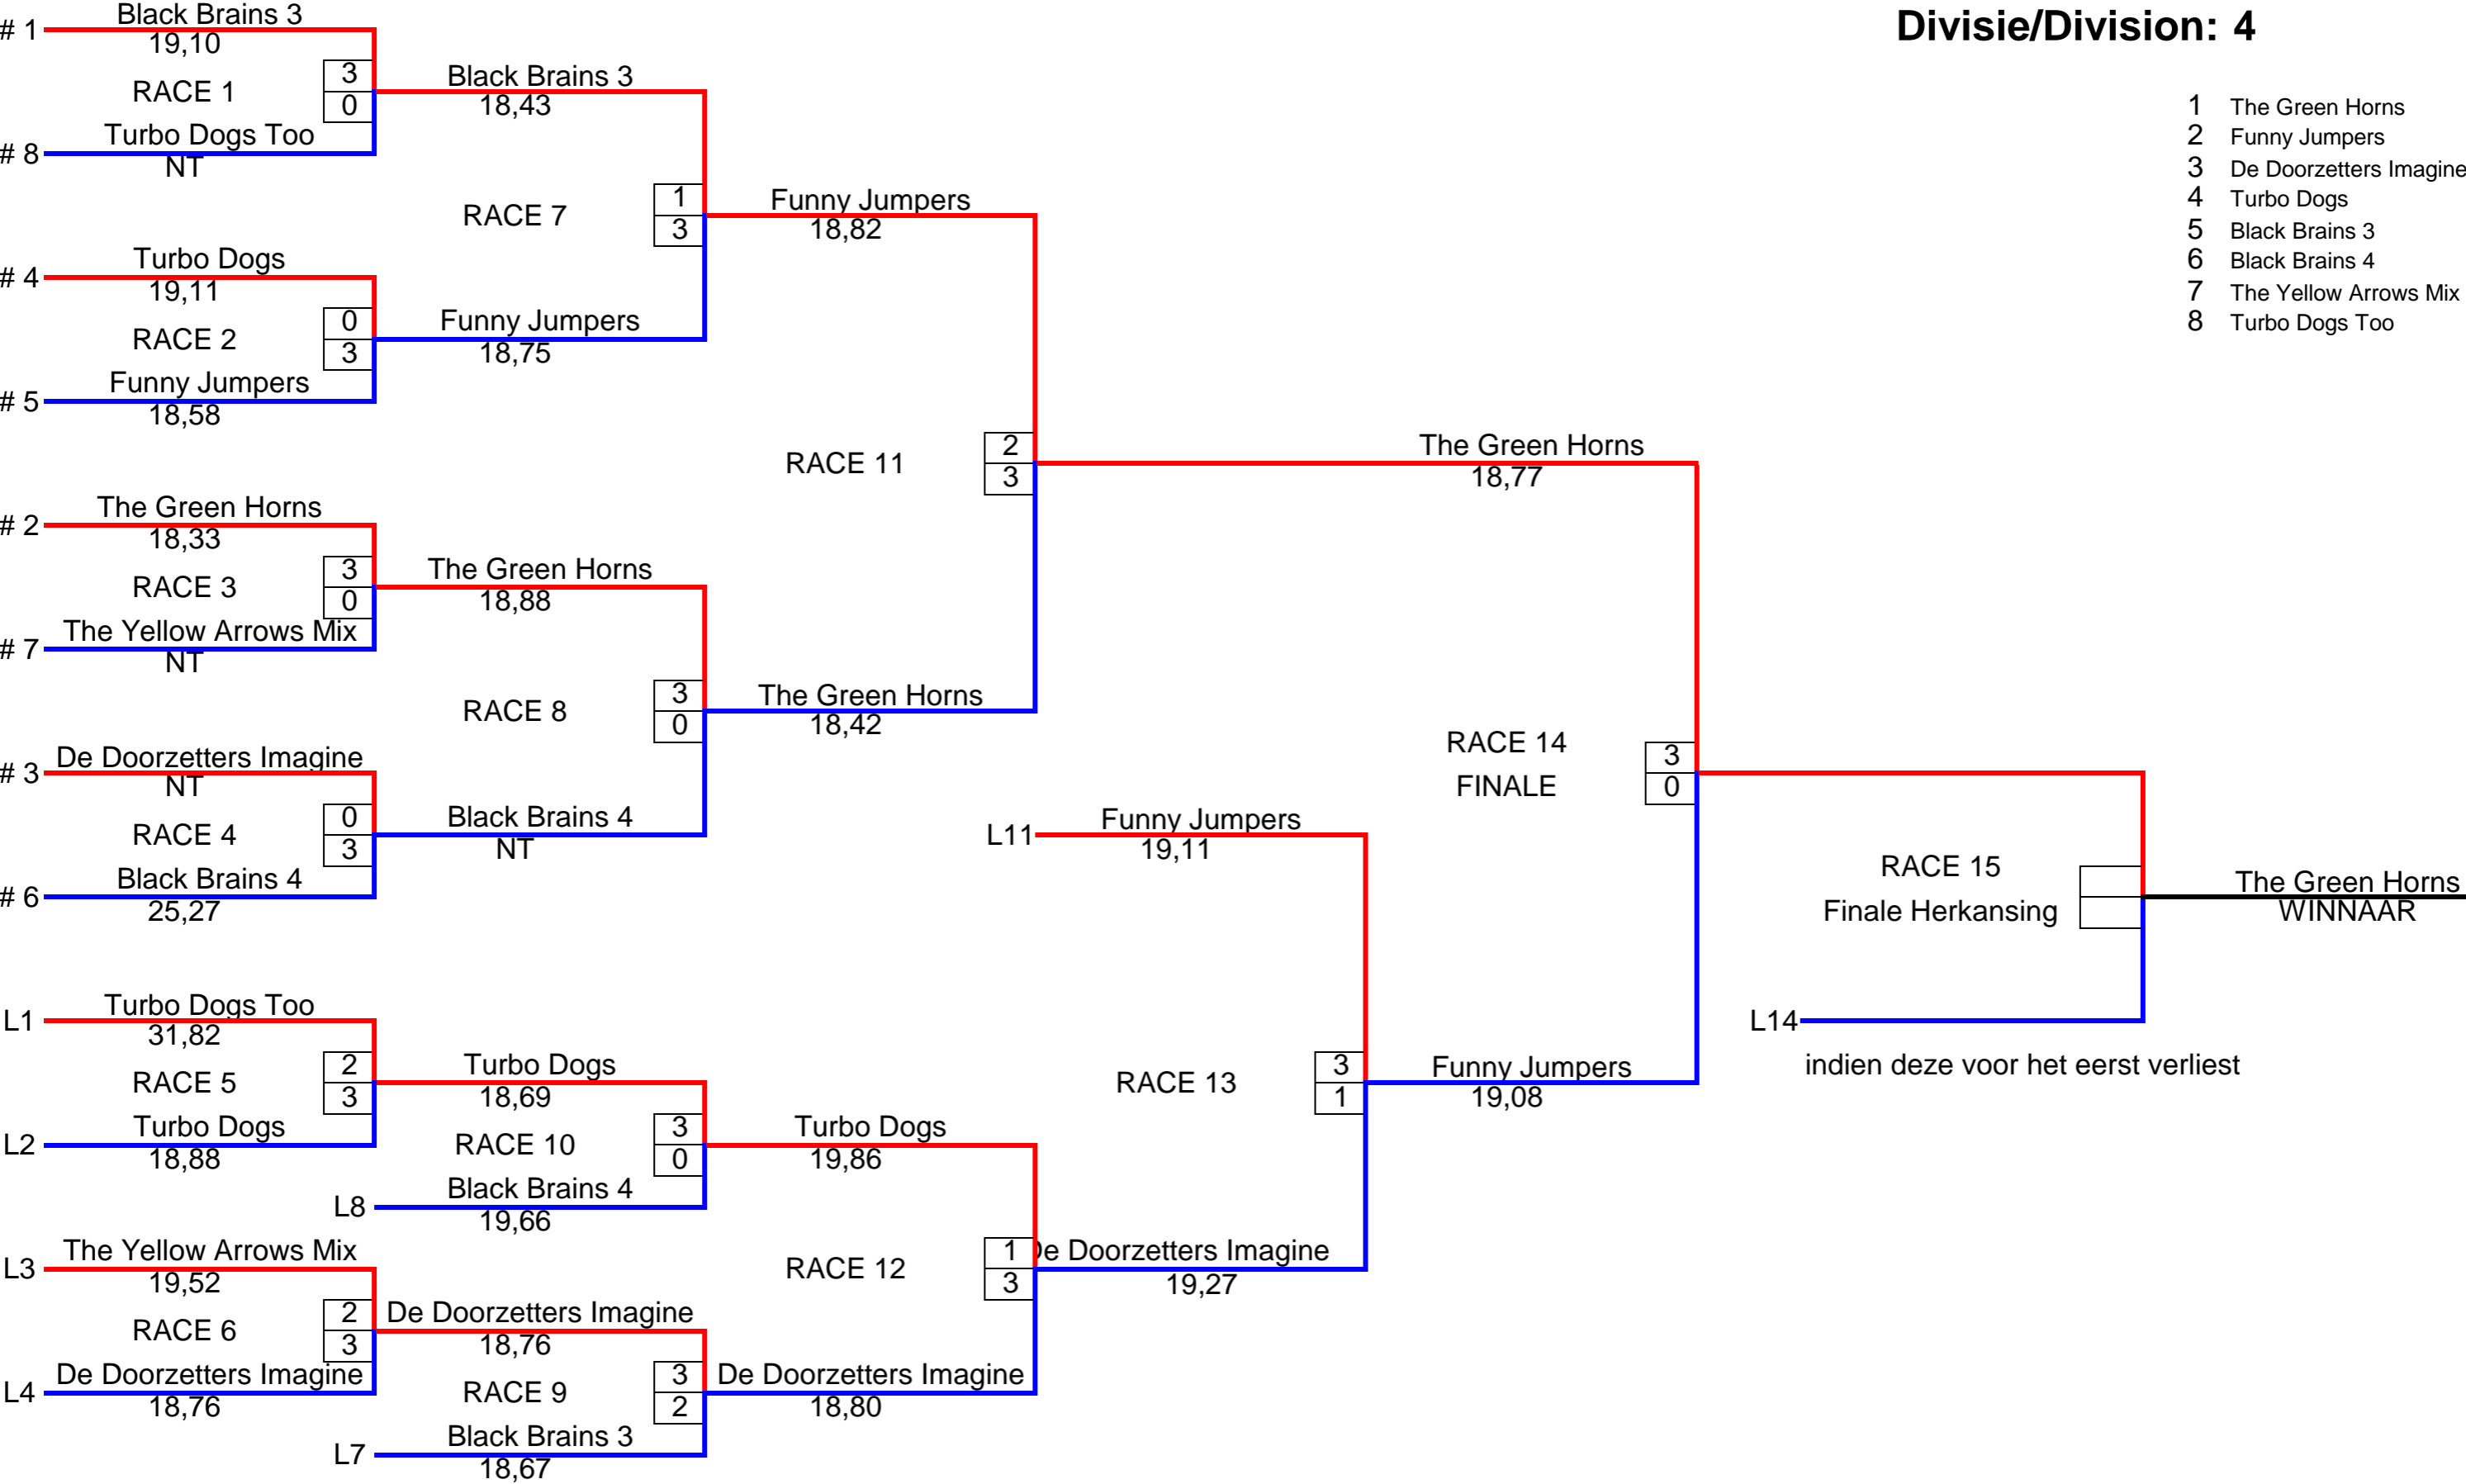 Divisie/Division: 4
1 The Green Horns
2 Funny Jumpers
3 De Doorzetters Imagine
4 Turbo Dogs
5 Black Brains 3
6 Black Brains 4
7 The Yellow Arrows Mix
8 Turbo Dogs Too
# 1 Black Brains 3
19,10
RACE 1
3
0
# 8 Turbo Dogs Too
NT
# 4 Turbo Dogs
19,11
RACE 2
0
3
# 5 Funny Jumpers
18,58
# 2 The Green Horns
18,33
RACE 3
3
0
# 7 The Yellow Arrows Mix
NT
# 3 De Doorzetters Imagine
NT
RACE 4
0
3
# 6 Black Brains 4
25,27
L1 Turbo Dogs Too
31,82
RACE 5
2
3
L2 Turbo Dogs
18,88
L3 The Yellow Arrows Mix
19,52
RACE 6
2
3
L4 De Doorzetters Imagine
18,76
Black Brains 3
18,43
RACE 7
1
3
Funny Jumpers
18,75
The Green Horns
18,88
RACE 8
3
0
Black Brains 4
NT
Turbo Dogs
18,69
RACE 10
3
0
L8 Black Brains 4
19,66
De Doorzetters Imagine
18,76
RACE 9
3
2
L7 Black Brains 3
18,67
Funny Jumpers
18,82
RACE 11
2
3
The Green Horns
18,42
Turbo Dogs
19,86
RACE 12
1
3
De Doorzetters Imagine
18,80
L11 Funny Jumpers
19,11
RACE 13
3
1
De Doorzetters Imagine
19,27
The Green Horns
18,77
RACE 14
FINALE
3
0
Funny Jumpers
19,08
RACE 15
Finale Herkansing
L14
indien deze voor het eerst verliest
The Green Horns
WINNAAR